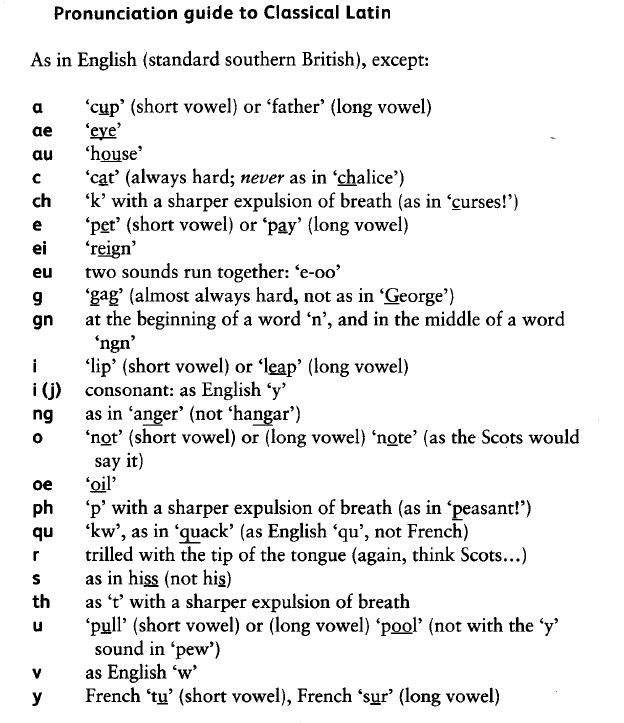 Pronunciation guide to Classical Latin
As in English (standard southern British), except:
a ‘cup’ (short vowel) or ‘father’ (long vowel)
ae ‘eye’
au ‘house’
c ‘cat’ (always hard; never as in ‘chalice’)
ch ‘k’ with a sharper expulsion of breath (as in ‘curses!’)
e ‘pet’ (short vowel) or ‘pay’ (long vowel)
ei ‘reign’
eu two sounds run together: ‘e-oo’
g ‘gag’ (almost always hard, not as in ‘George’)
gn at the beginning of a word ‘n’, and in the middle of a word
‘ngn’
i ‘lip’ (short vowel) or ‘leap’ (long vowel)
i (j) consonant: as English ‘y’
ng as in ‘anger’ (not ‘hangar’)
o ‘not’ (short vowel) or (long vowel) ‘note’ (as the Scots would
say it)
oe ‘oil’
ph ‘p’ with a sharper expulsion of breath (as in ‘peasant!’)
qu ‘kw’, as in ‘quack’ (as English ‘qu’, not French)
r trilled with the tip of the tongue (again, think Scots…)
s as in hiss (not his)
th as ‘t’ with a sharper expulsion of breath
u ‘pull’ (short vowel) or (long vowel) ‘pool’ (not with the ‘y’
sound in ‘pew’)
v as English ‘w’
y French ‘tu’ (short vowel), French ‘sur’ (long vowel)